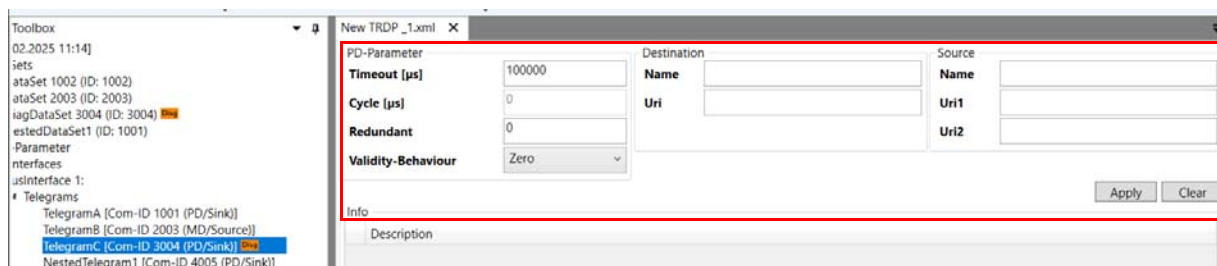 Toolbox
New TRDP _1.xml X
02.2025 11:14]
Sets
ataSet 1002 (ID: 1002)
ataSet 2003 (ID: 2003)
iagDataSet 3004 (ID: 3004) Diag
estedDataSet1 (ID: 1001)
-Parameter
nterfaces
usInterface 1:
Telegrams
TelegramA [Com-ID 1001 (PD/Sink)]
TelegramB [Com-ID 2003 (MD/Source)]
TelegramC [Com-ID 3004 (PD/Sink)] Diag
NestedTelegram1 [Com-ID 4005 (PD/Sink)]
PD-Parameter
Timeout [µs] 100000
Cycle [µs] 0
Redundant 0
Validity-Behaviour Zero
Destination
Name
Uri
Source
Name
Uri1
Uri2
Apply Clear
Info
Description